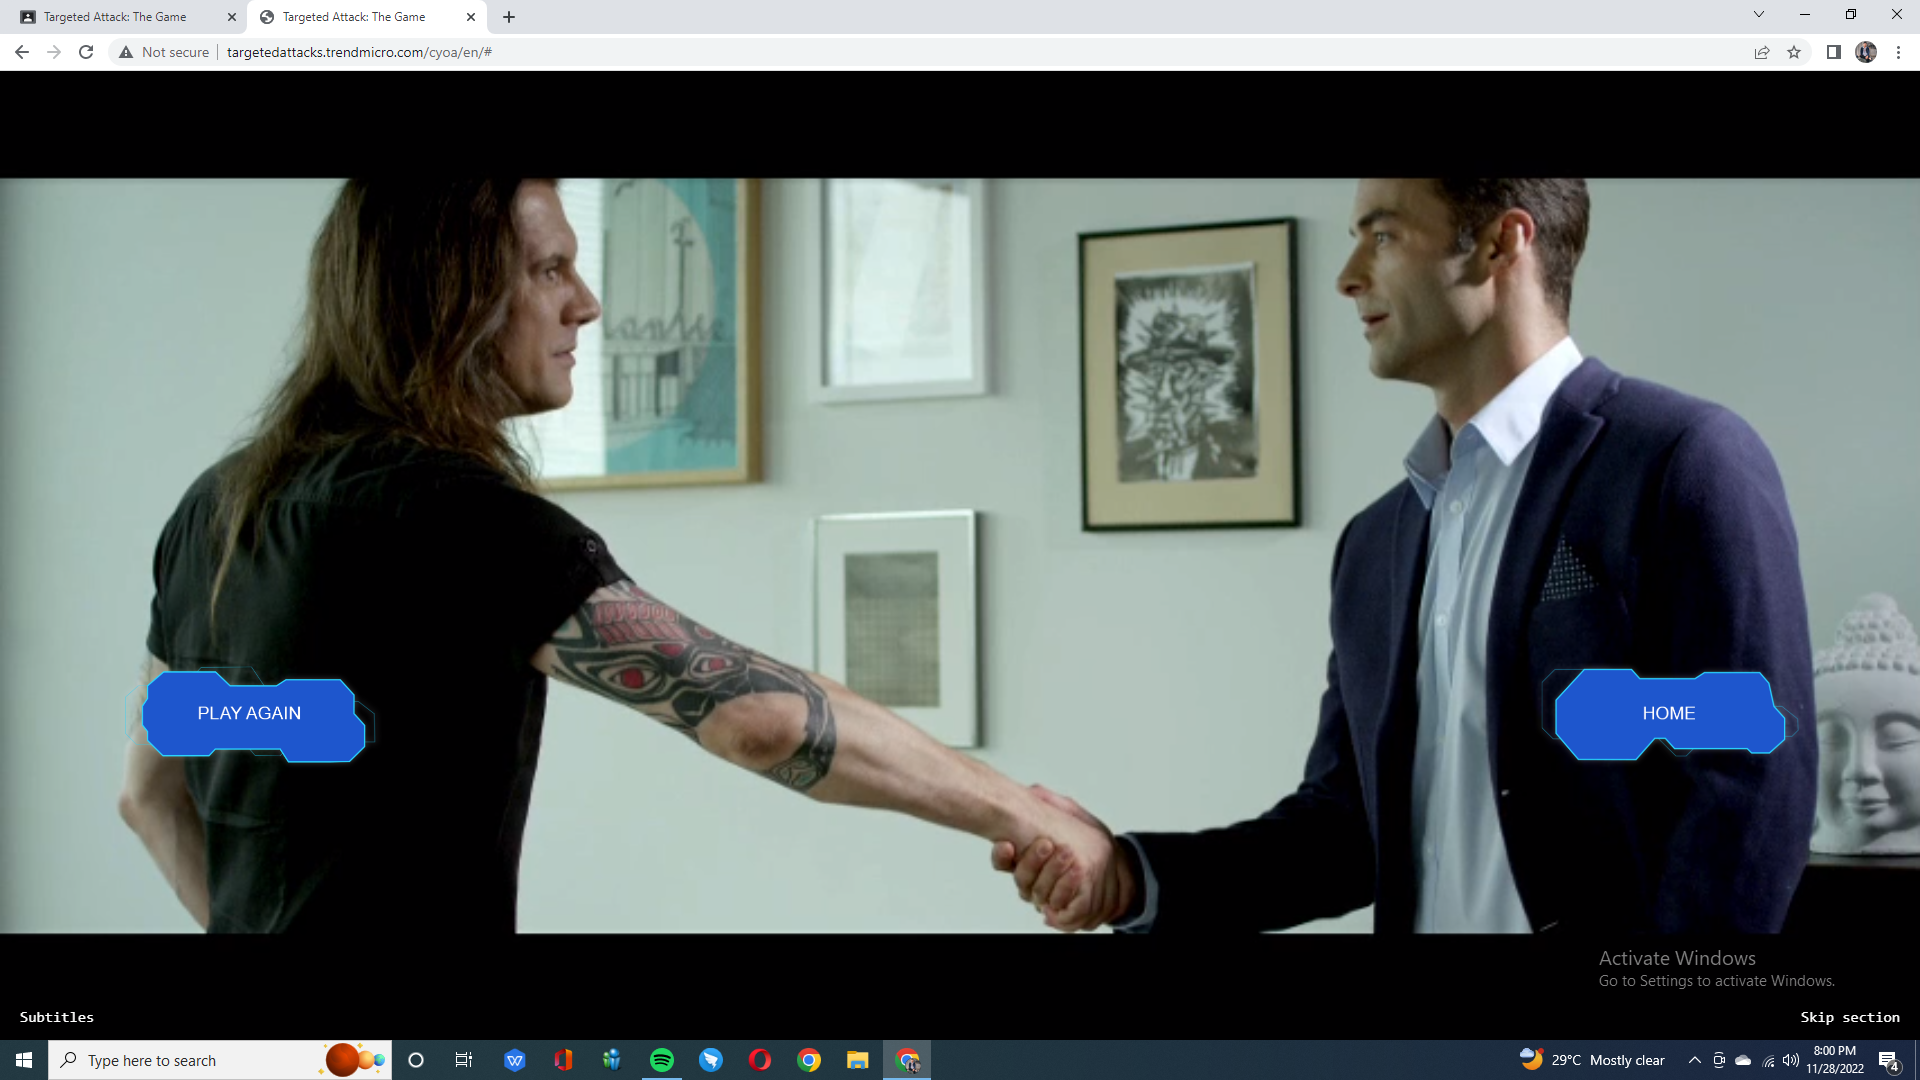 Targeted Attack: The Game
Targeted Attack: The Game
Not secure
targetedattacks.trendmicro.com/cyoa/en/#
PLAY AGAIN
HOME
Activate Windows
Go to Settings to activate Windows.
Subtitles
Skip section
Type here to search
29°C Mostly clear
8:00 PM
11/28/2022
4